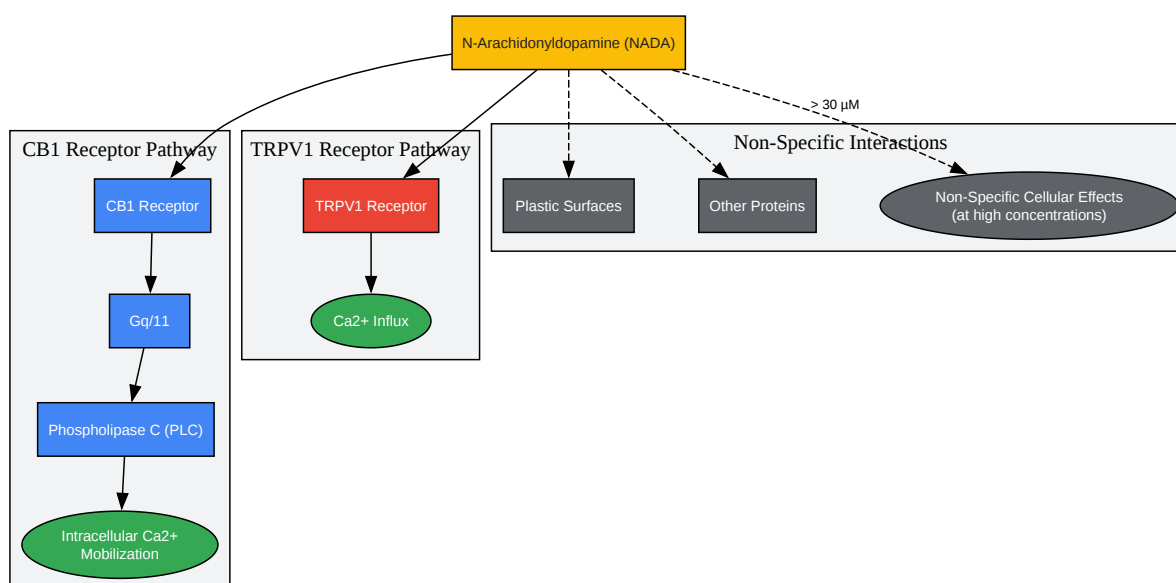 N-Arachidonyldopamine (NADA)
> 30 µM
CB1 Receptor Pathway
TRPV1 Receptor Pathway
Non-Specific Interactions
CB1 Receptor
TRPV1 Receptor
Plastic Surfaces
Other Proteins
Non-Specific Cellular Effects
(at high concentrations)
Gq/11
Ca2+ Influx
Phospholipase C (PLC)
Intracellular Ca2+
Mobilization